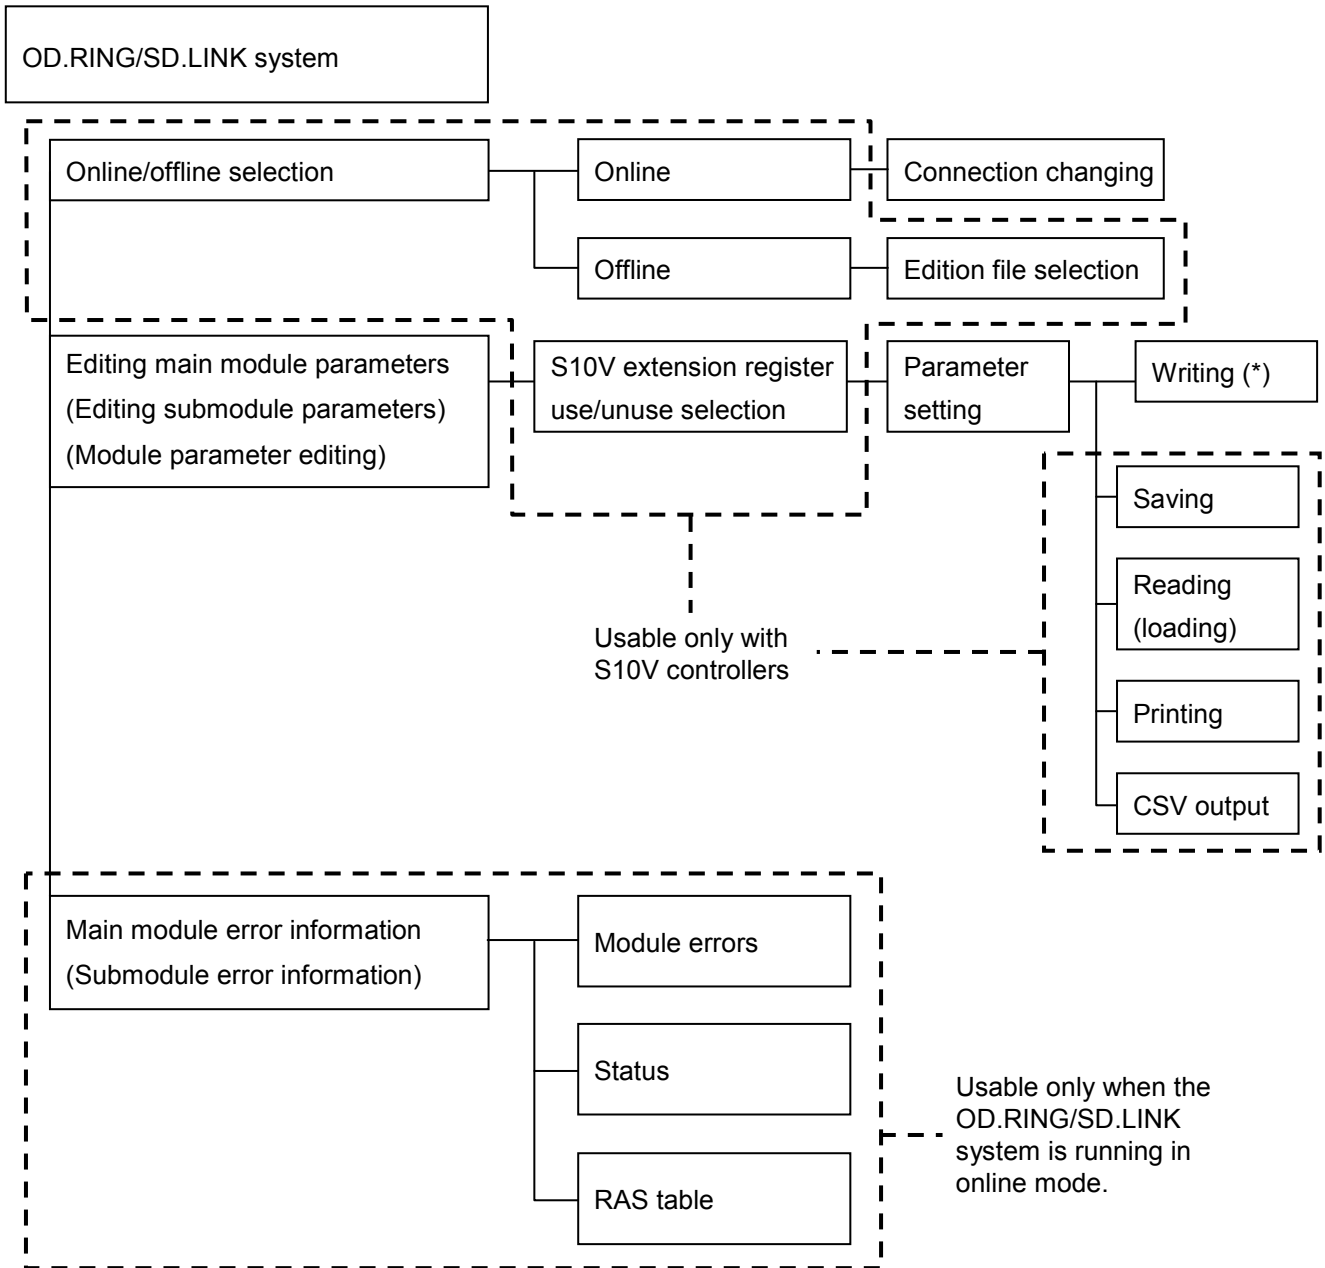 OD.RING/SD.LINK system
Online/offline selection
Online
Connection changing
Offline
Edition file selection
Editing main module parameters
(Editing submodule parameters)
(Module parameter editing)
S10V extension register
use/unuse selection
Parameter
setting
Writing (*)
Saving
Reading
(loading)
Printing
CSV output
Usable only with
S10V controllers
Main module error information
(Submodule error information)
Module errors
Status
RAS table
Usable only when the
OD.RING/SD.LINK
system is running in
online mode.